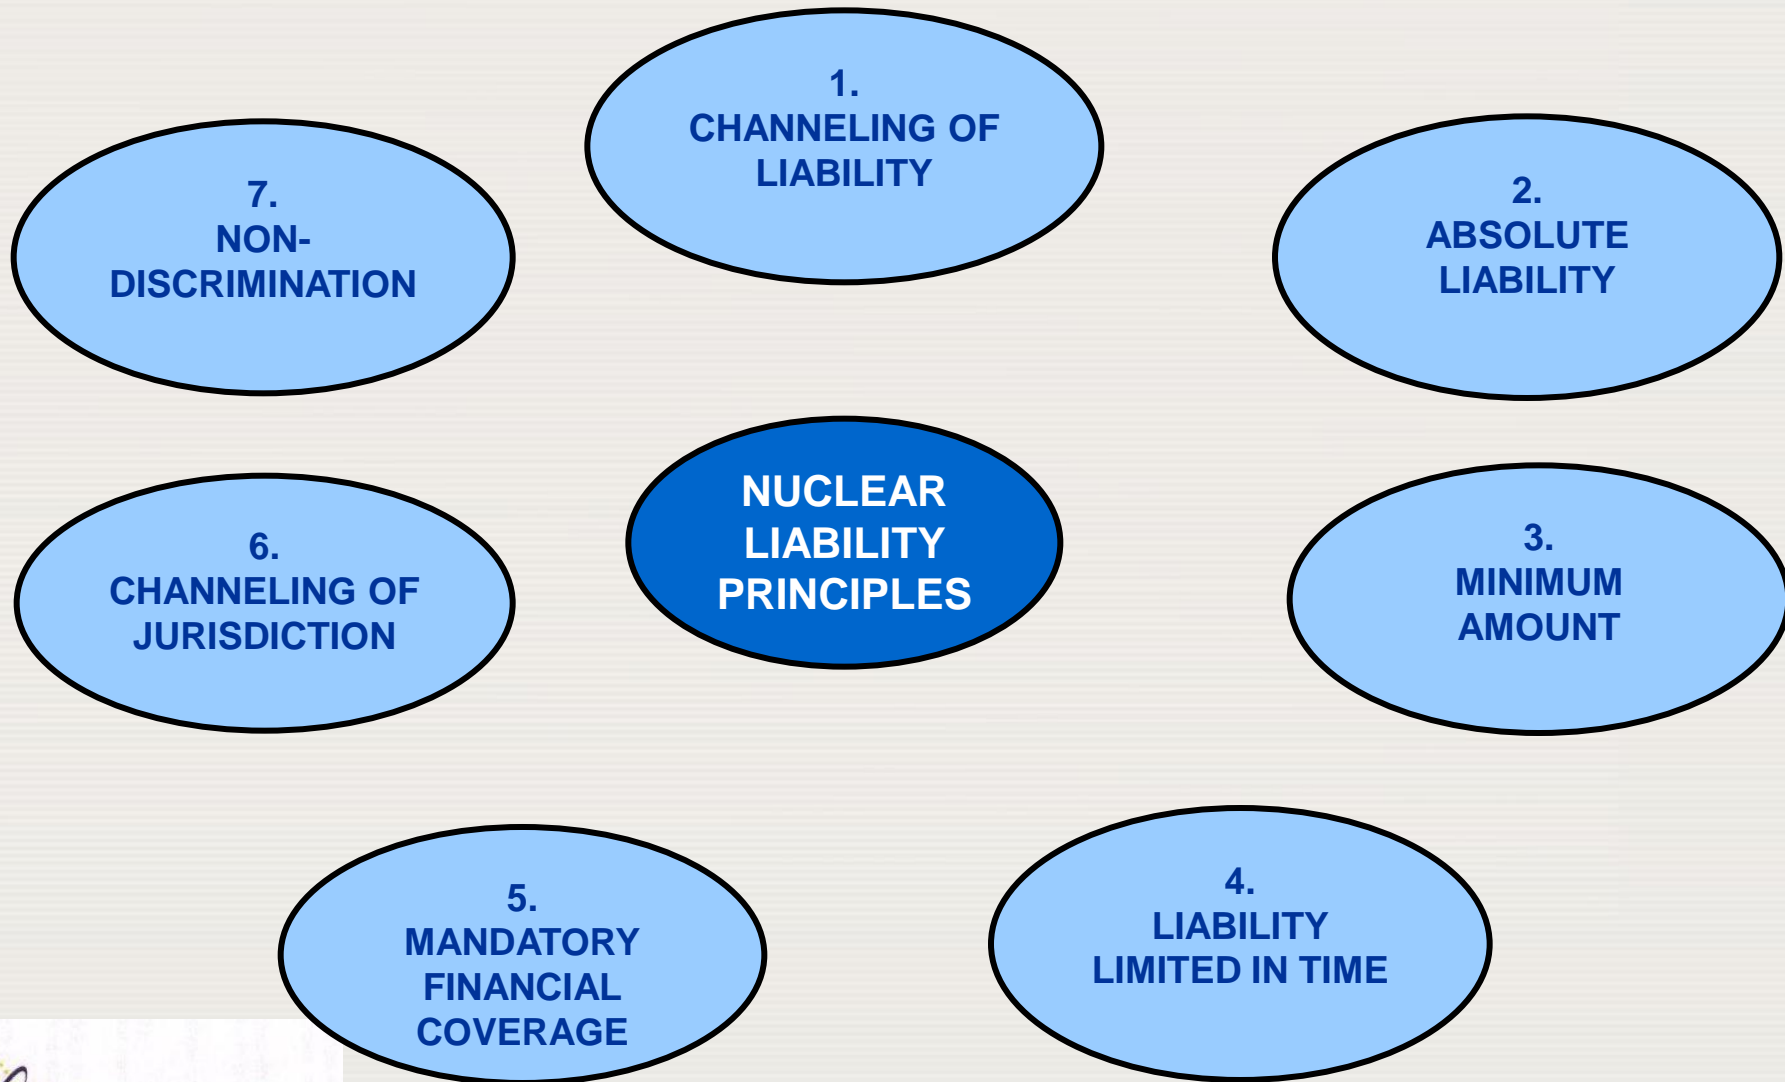 1.
CHANNELING OF
LIABILITY
2.
ABSOLUTE
LIABILITY
3.
MINIMUM
AMOUNT
4.
LIABILITY
LIMITED IN TIME
5.
MANDATORY
FINANCIAL
COVERAGE
6.
CHANNELING OF
JURISDICTION
7.
NON-
DISCRIMINATION
NUCLEAR
LIABILITY
PRINCIPLES